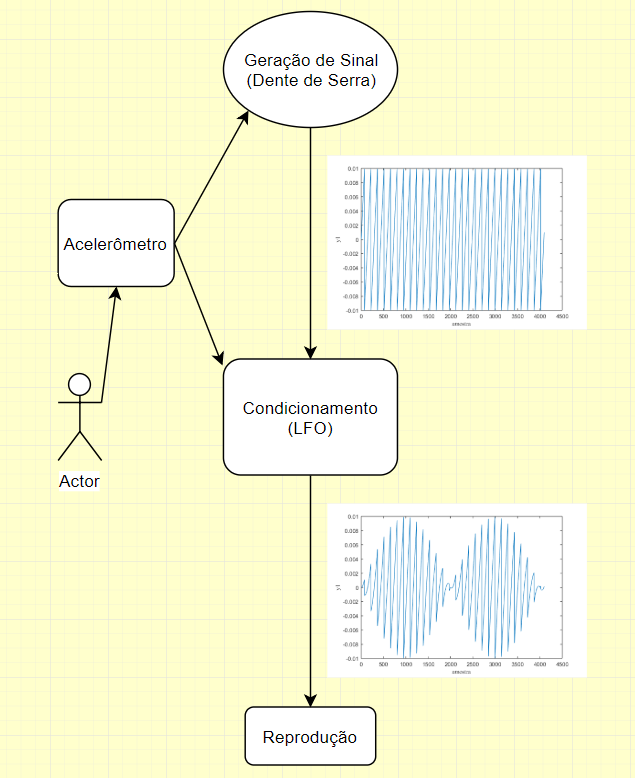 Geração de Sinal
(Dente de Serra)
Acelerômetro
0.01
0.008
0.006
0.004
0.002
0
-0.002
-0.004
-0.006
-0.008
-0.01
y1
0 500 1000 1500 2000 2500 3000 3500 4000 4500
amostra
Condicionamento
(LFO)
Actor
0.01
0.008
0.006
0.004
0.002
0
-0.002
-0.004
-0.006
-0.008
-0.01
y1
0 500 1000 1500 2000 2500 3000 3500 4000 4500
amostra
Reprodução